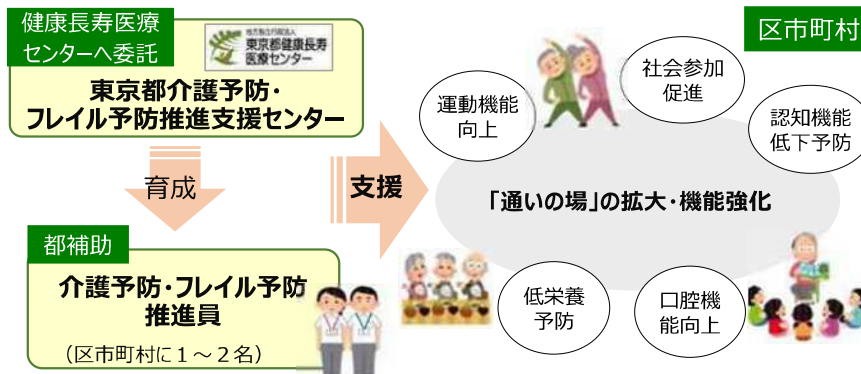 健康長寿医療
センターへ委託
地方独立行政法人
東京都健康長寿
医療センター
東京都介護予防・
フレイル予防推進支援センター
育成
都補助
介護予防・フレイル予防
推進員
（区市町村に１～２名）
支援
区市町村
運動機能
向上
社会参加
促進
認知機能
低下予防
「通いの場」の拡大・機能強化
低栄養
予防
口腔機
能向上